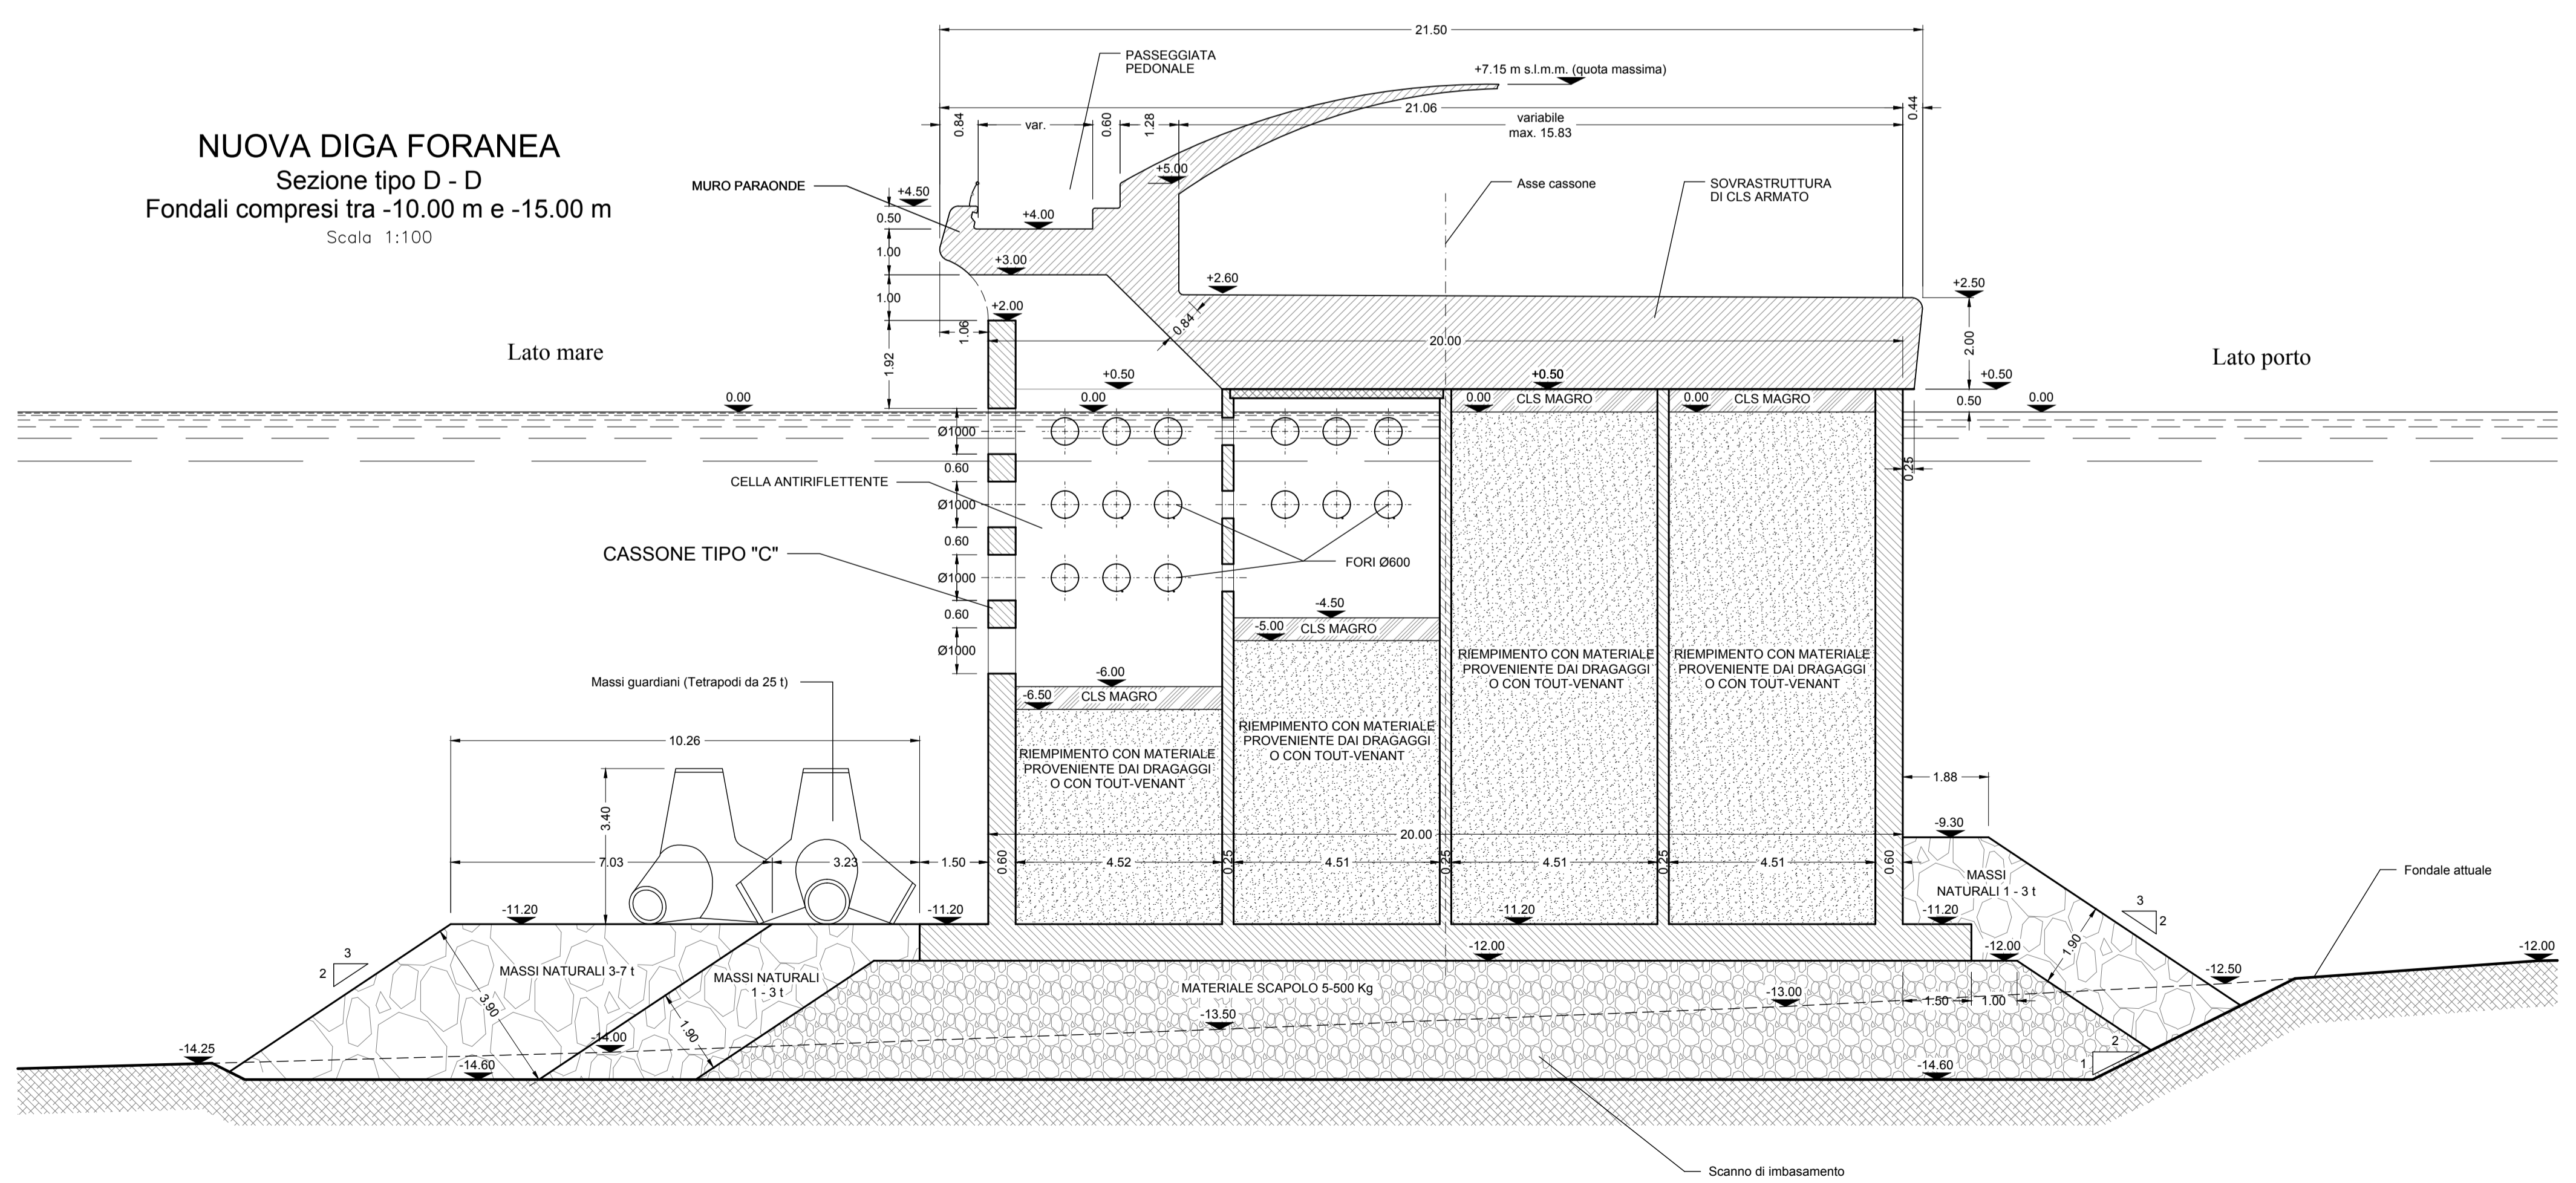 21.50
PASSEGGIATA
PEDONALE
+7.15 m s.l.m.m. (quota massima)
21.06
0.84
var.
0.60
1.28
variabile
max. 15.83
0.44
NUOVA DIGA FORANEA
Sezione tipo D - D
Fondali compresi tra -10.00 m e -15.00 m
Scala 1:100
MURO PARAONDE
+5.00
Asse cassone
SOVRASTRUTTURA
DI CLS ARMATO
+4.50
0.50
+4.00
1.00
+3.00
+2.60
+2.50
1.00
+2.00
1.06
0.84
20.00
2.00
1.92
Lato mare
Lato porto
+0.50
+0.50
+0.50
0.00
0.00
0.00
CLS MAGRO
0.00
CLS MAGRO
0.50
0.00
Ø1000
0.60
0.25
CELLA ANTIRIFLETTENTE
Ø1000
0.60
CASSONE TIPO "C"
FORI Ø600
Ø1000
0.60
-4.50
-5.00
CLS MAGRO
Ø1000
RIEMPIMENTO CON MATERIALE
PROVENIENTE DAI DRAGAGGI
O CON TOUT-VENANT
RIEMPIMENTO CON MATERIALE
PROVENIENTE DAI DRAGAGGI
O CON TOUT-VENANT
Massi guardiani (Tetrapodi da 25 t)
-6.00
-6.50
CLS MAGRO
RIEMPIMENTO CON MATERIALE
PROVENIENTE DAI DRAGAGGI
O CON TOUT-VENANT
10.26
RIEMPIMENTO CON MATERIALE
PROVENIENTE DAI DRAGAGGI
O CON TOUT-VENANT
1.88
3.40
20.00
-9.30
7.03
3.23
1.50
0.60
4.52
0.25
4.51
0.25
4.51
0.25
4.51
0.60
MASSI
NATURALI 1 - 3 t
Fondale attuale
3
2
-11.20
-11.20
-11.20
-11.20
1.90
3
2
MASSI NATURALI 3-7 t
MASSI NATURALI
1 - 3 t
-12.00
-12.00
-12.00
-12.50
3.90
1.90
MATERIALE SCAPOLO 5-500 Kg
-13.00
1.50
1.00
-13.50
-14.25
-14.00
-14.60
-14.60
2
1
Scanno di imbasamento